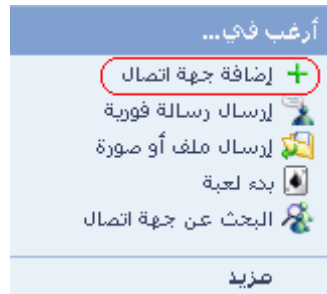 أرغب في...
إضافة جهة اتصال
إرسال رسالة فورية
إرسال ملف أو صورة
بدء لعبة
البحث عن جهة اتصال
مزيد